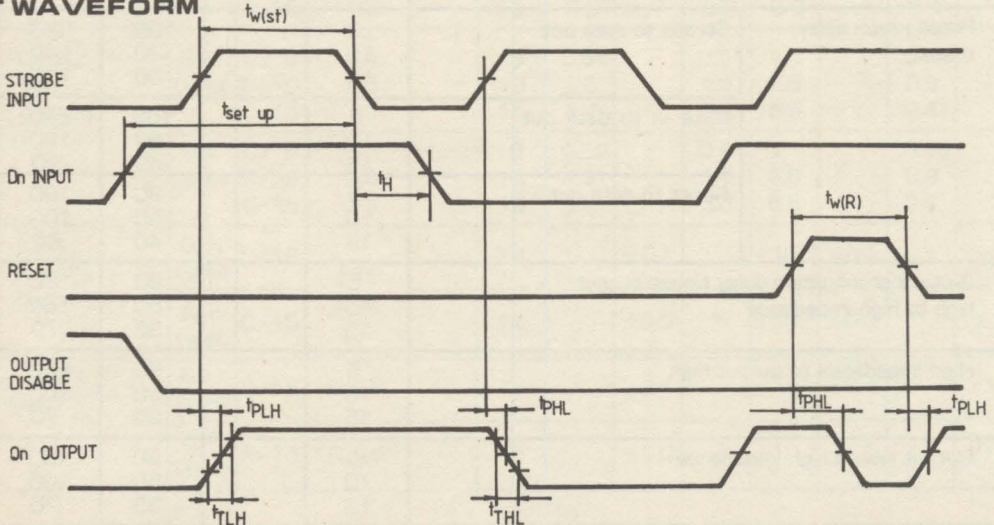 WAVEFORM
tw(st)
STROBE
INPUT
tset up
Dn INPUT
tH
tw(R)
RESET
OUTPUT
DISABLE
tPLH
tPHL
tPHL
tPLH
On OUTPUT
tTLH
tTHL